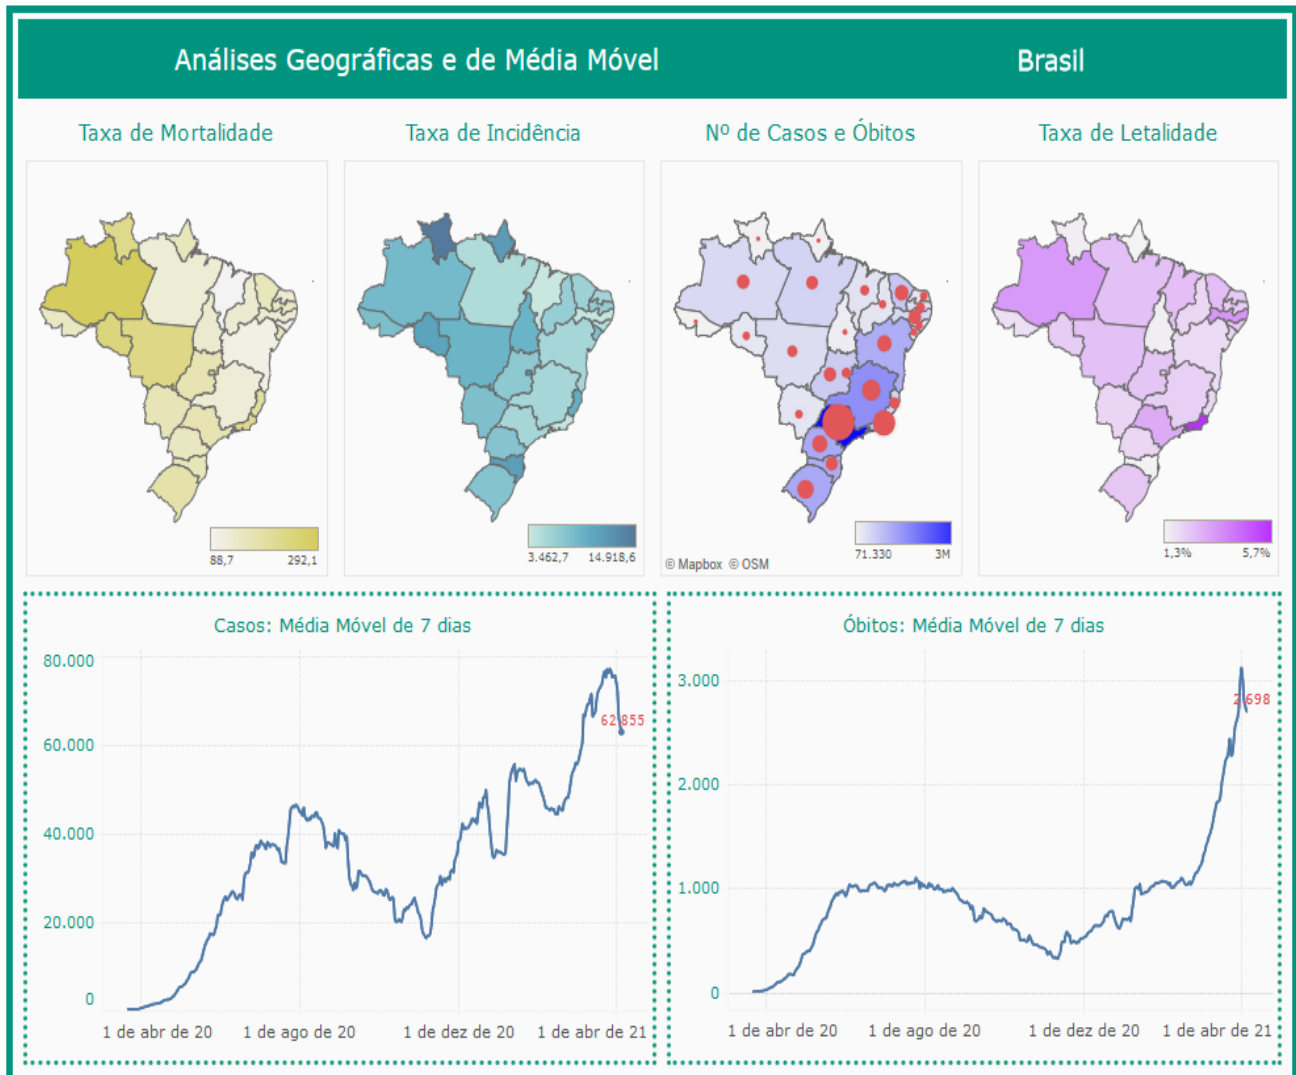 Análises Geográficas e de Média Móvel
Brasil
Taxa de Mortalidade
Taxa de Incidência
Nº de Casos e Óbitos
Taxa de Letalidade
88,7
292,1
3.462,7
14.918,6
© Mapbox © OSM
71.330
3M
1,3%
5,7%
Casos: Média Móvel de 7 dias
80.000
60.000
40.000
20.000
0
62.855
1 de abr de 20
1 de ago de 20
1 de dez de 20
1 de abr de 21
Óbitos: Média Móvel de 7 dias
3.000
2.000
1.000
0
2.698
1 de abr de 20
1 de ago de 20
1 de dez de 20
1 de abr de 21